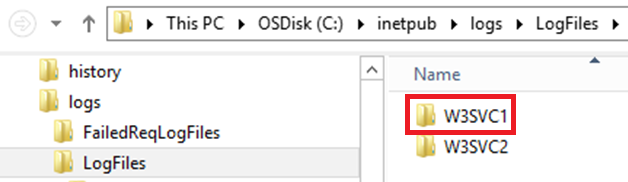 This PC OSDisk (C:) inetpub logs LogFiles
history
logs
FailedReqLogFiles
LogFiles
Name
W3SVC1
W3SVC2